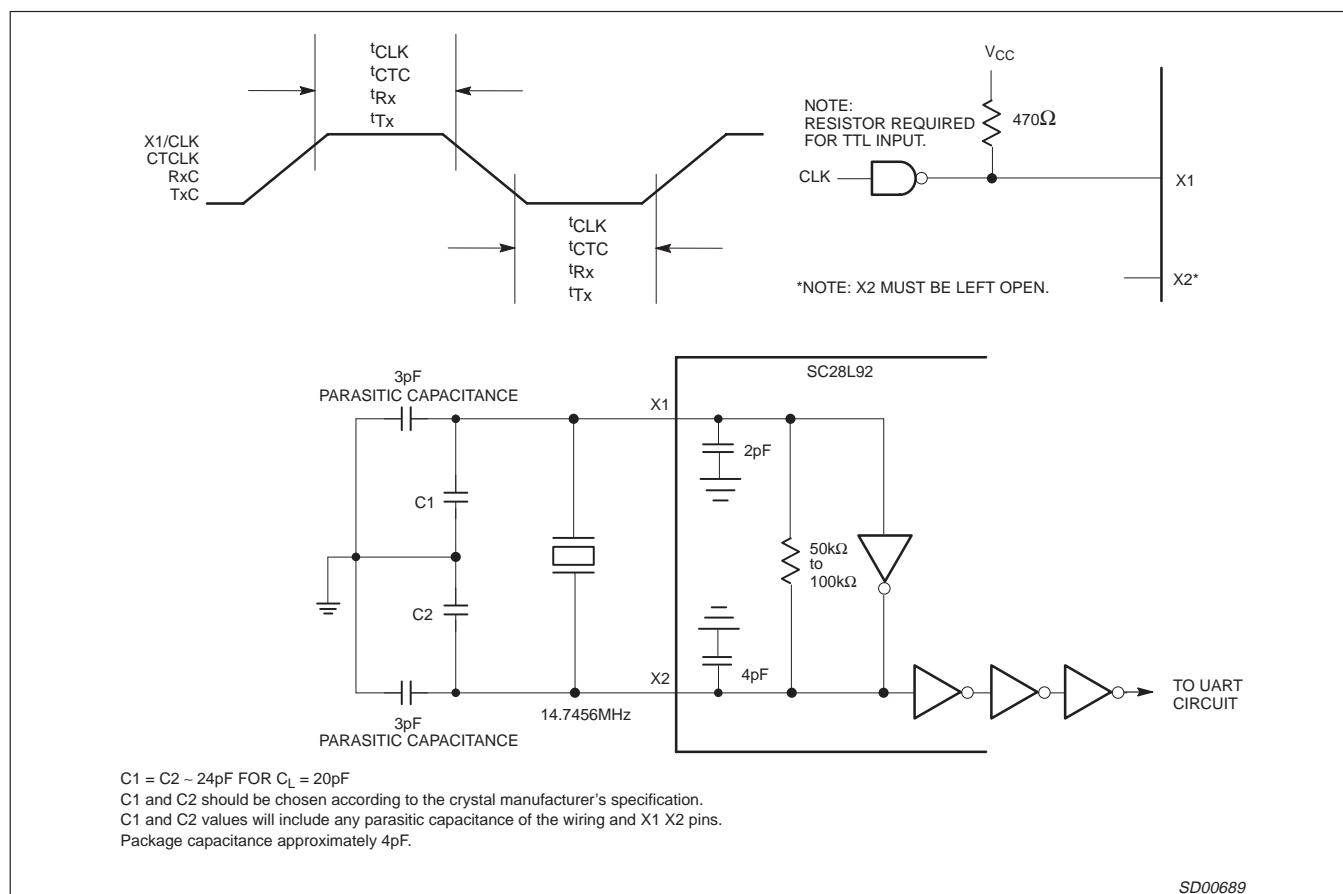 tCLK
tCTC
tRx
tTx
X1/CLK
CTCLK
RxC
TxC
tCLK
tCTC
tRx
tTx
VCC
NOTE:
RESISTOR REQUIRED
FOR TTL INPUT.
470Ω
CLK
X1
*NOTE: X2 MUST BE LEFT OPEN.
X2*
SC28L92
3pF
PARASITIC CAPACITANCE
X1
2pF
C1
50kΩ
to
100kΩ
C2
4pF
X2
3pF
PARASITIC CAPACITANCE
14.7456MHz
TO UART
CIRCUIT
C1 = C2 ~ 24pF FOR CL = 20pF
C1 and C2 should be chosen according to the crystal manufacturer's specification.
C1 and C2 values will include any parasitic capacitance of the wiring and X1 X2 pins.
Package capacitance approximately 4pF.
SD00689